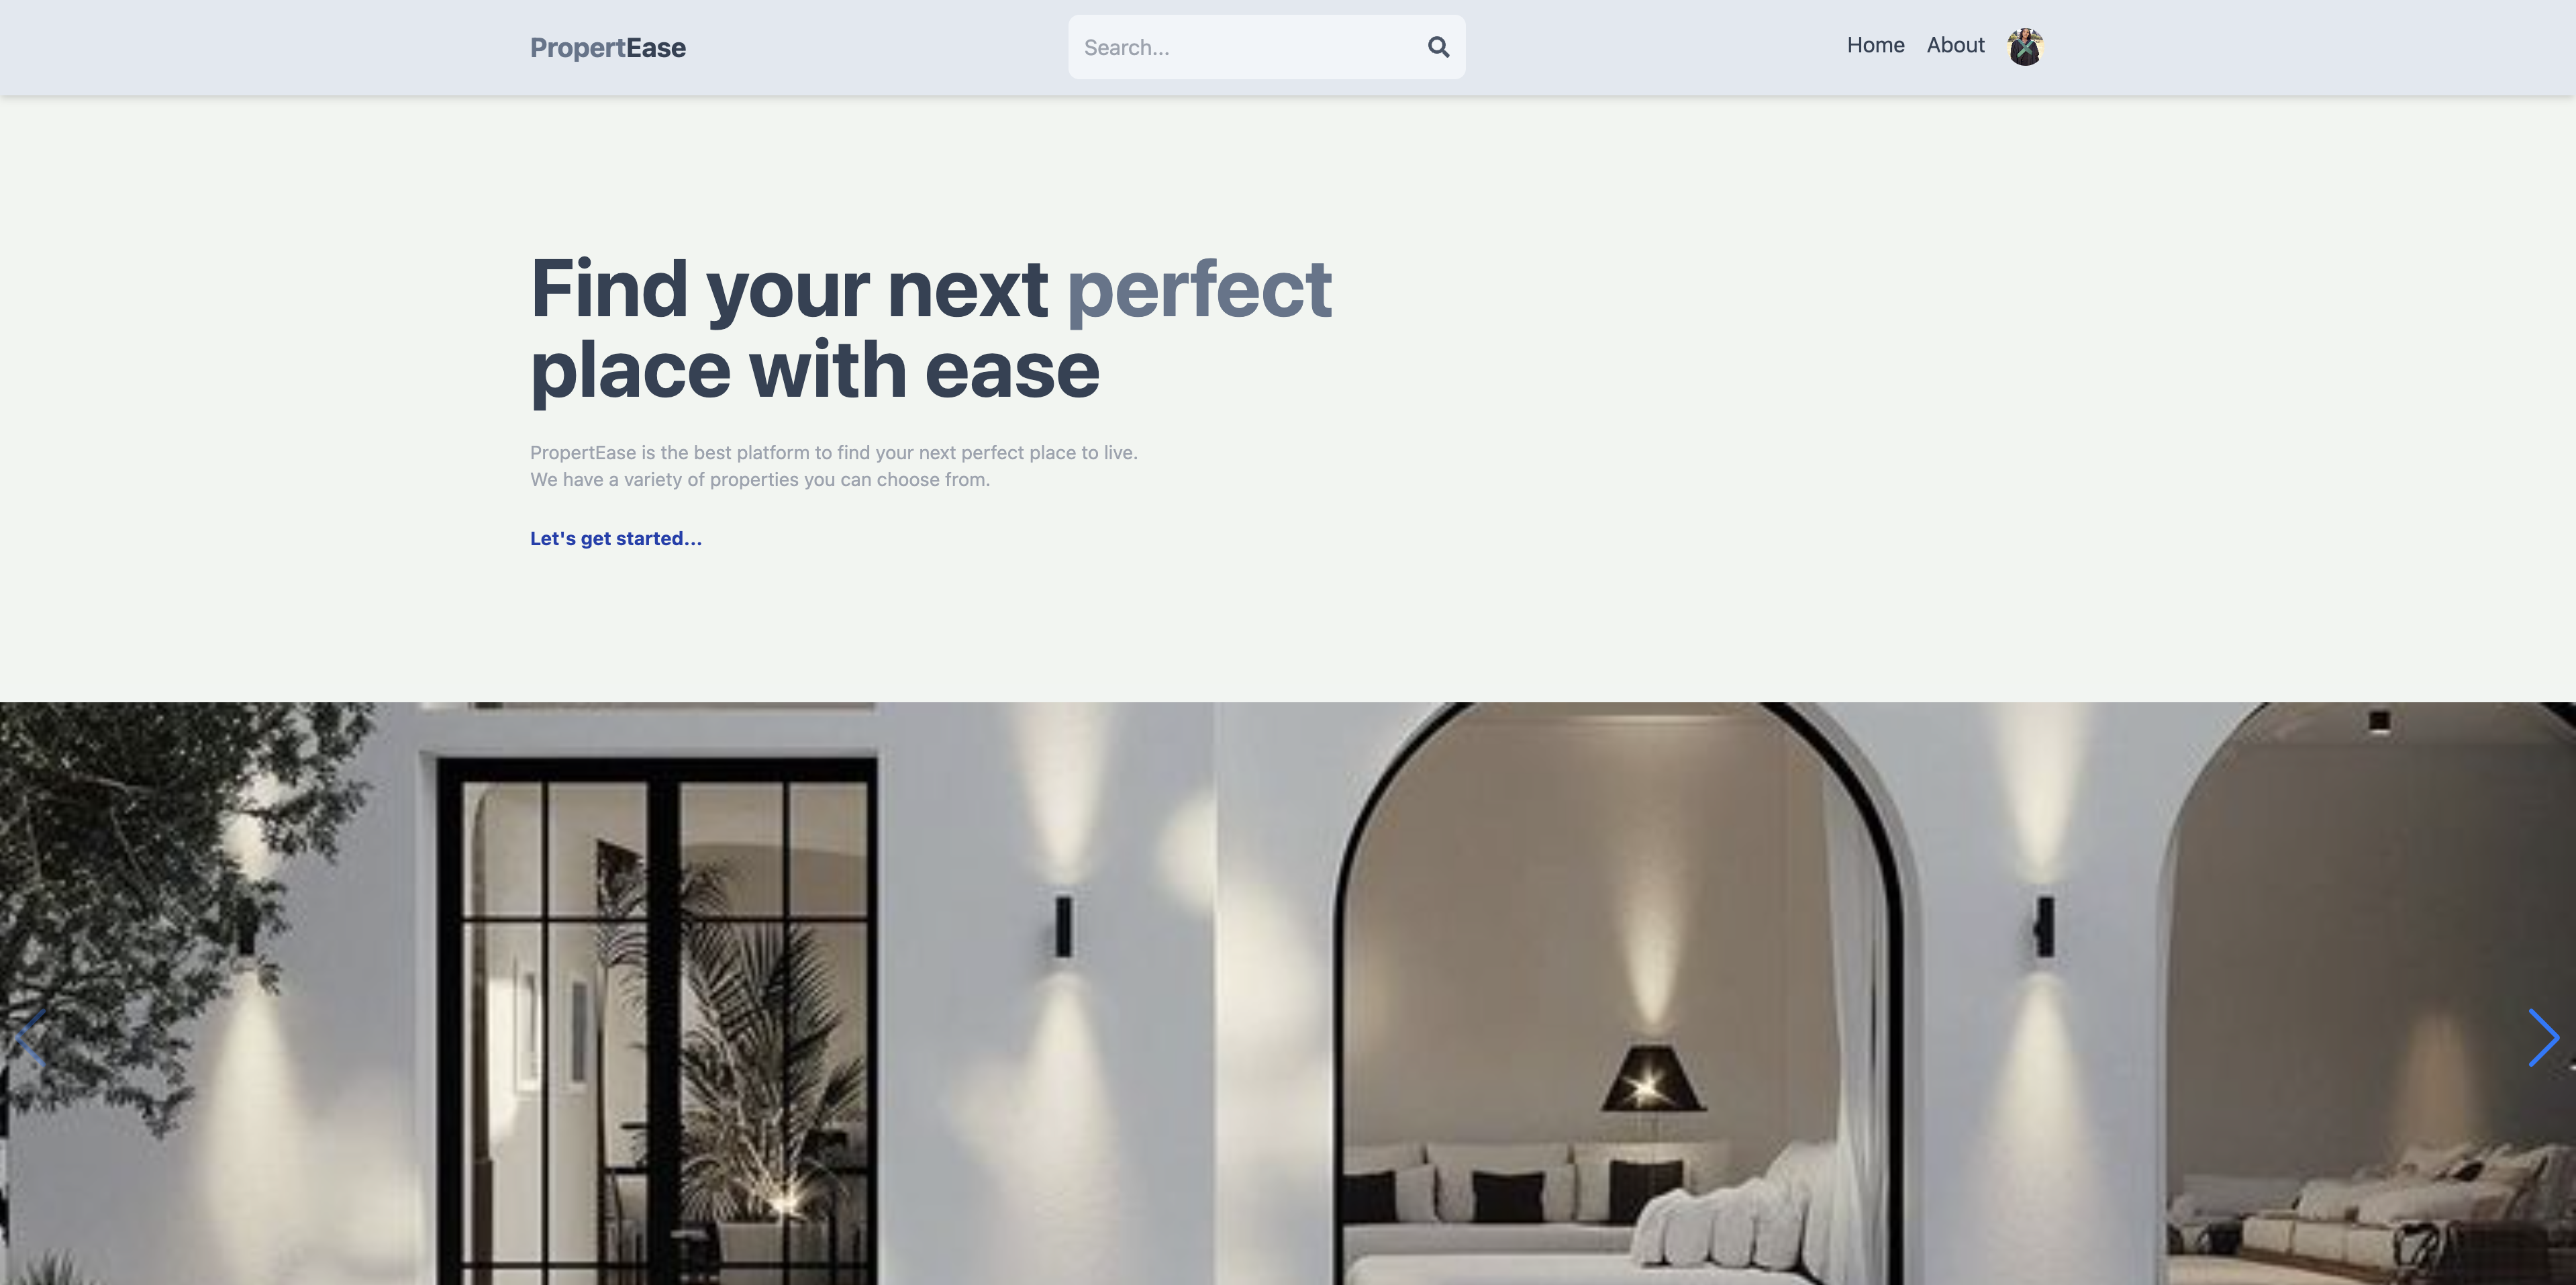 PropertEase
Search...
Home About
Find your next perfect
place with ease
PropertEase is the best platform to find your next perfect place to live.
We have a variety of properties you can choose from.
Let's get started...